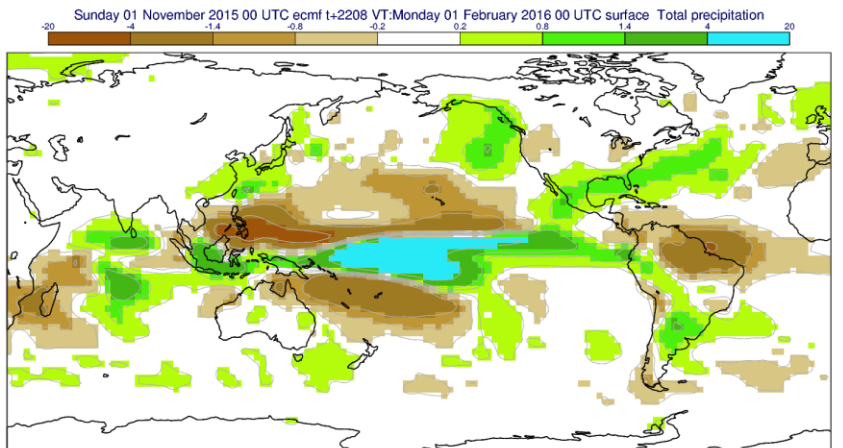 Sunday 01 November 2015 00 UTC ecmf t+2208 VT:Monday 01 February 2016 00 UTC surface Total precipitation
-20 -4 -1.4 -0.8 -0.2 0.2 0.8 1.4 4 20